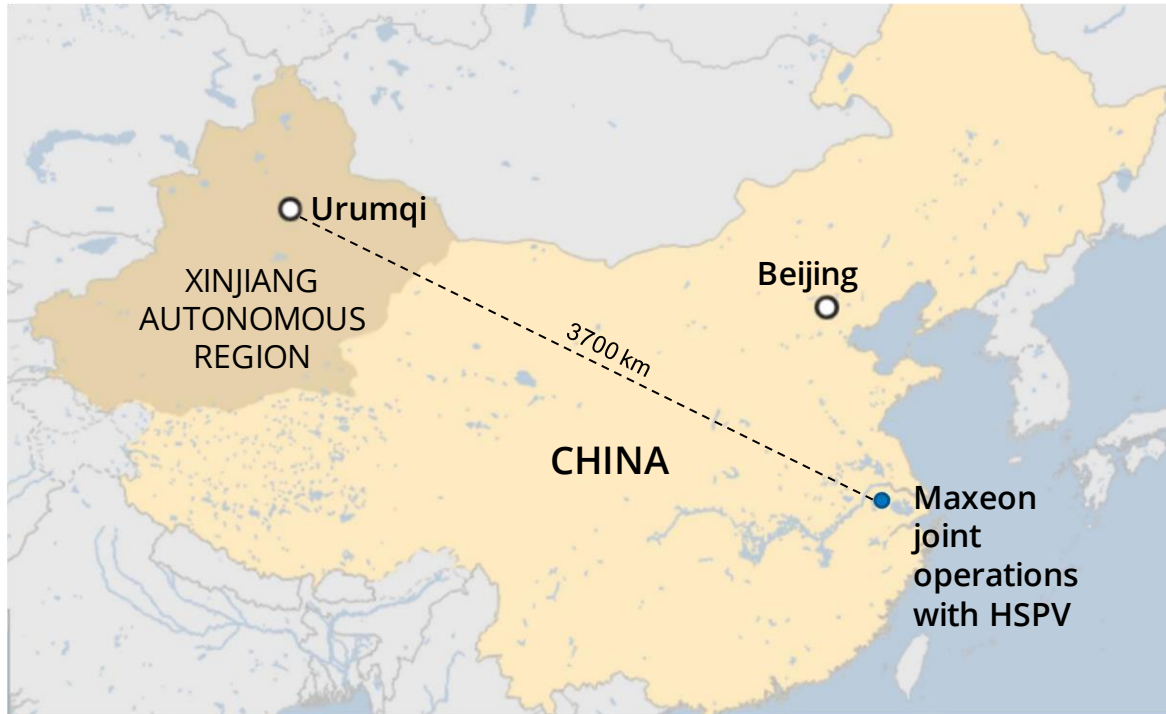 Urumqi
XINJIANG
AUTONOMOUS
REGION
Beijing
3700 km
CHINA
Maxeon
joint
operations
with HSPV